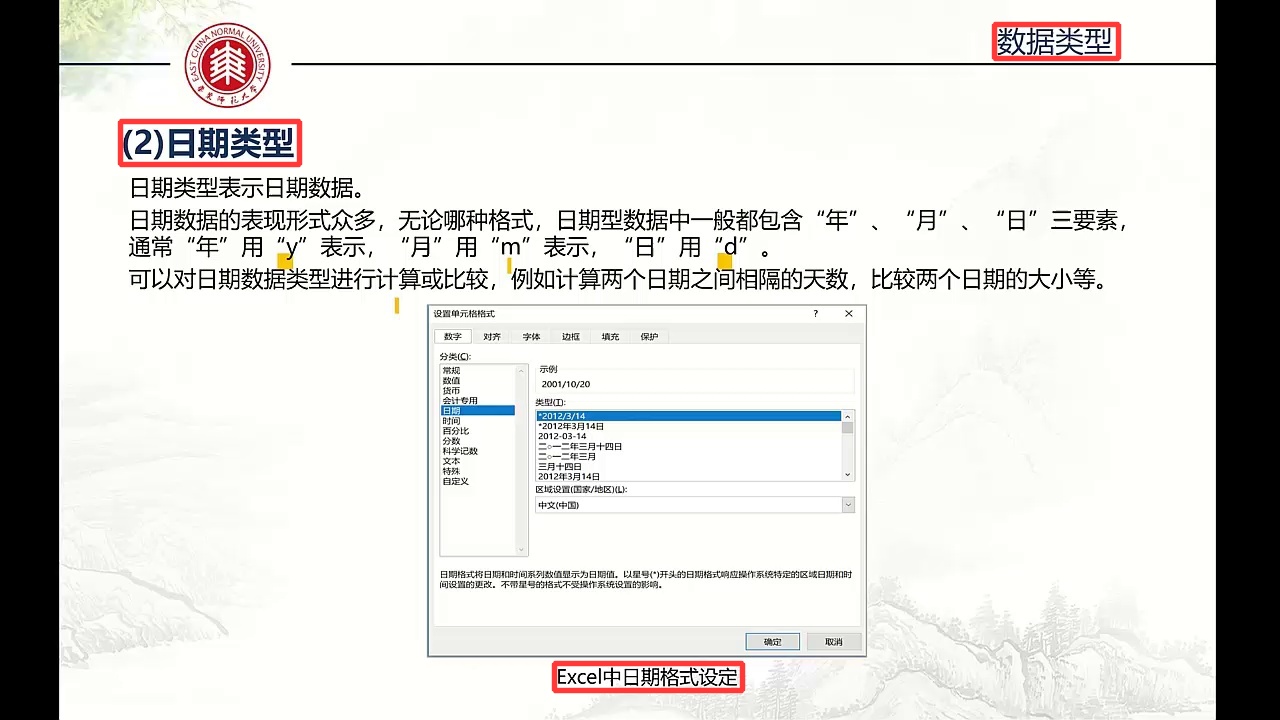 EAST CHINA NORMAL UNIVERSITY
华东师范大学
数据类型
(2)日期类型
日期类型表示日期数据。
日期数据的表现形式众多，无论哪种格式，日期型数据中一般都包含“年”、“月”、“日”三要素，
通常“年”用“y”表示，“月”用“m”表示，“日”用“d”。
可以对日期数据类型进行计算或比较，例如计算两个日期之间相隔的天数，比较两个日期的大小等。
设置单元格格式 ? ×
数字 对齐 字体 边框 填充 保护
分类(C):
常规
数值
货币
会计专用
日期
时间
百分比
分数
科学记数
文本
特殊
自定义
示例
2001/10/20
类型(T):
*2012/3/14
*2012年3月14日
2012-03-14
二○一二年三月十四日
二○一二年三月
三月十四日
2012年3月14日
区域设置(国家/地区)(L):
中文(中国)
日期格式将日期和时间系列数值显示为日期值。以星号(*)开头的日期格式响应操作系统特定的区域日期和时
间设置的更改。不带星号的格式不受操作系统设置的影响。
确定 取消
Excel中日期格式设定